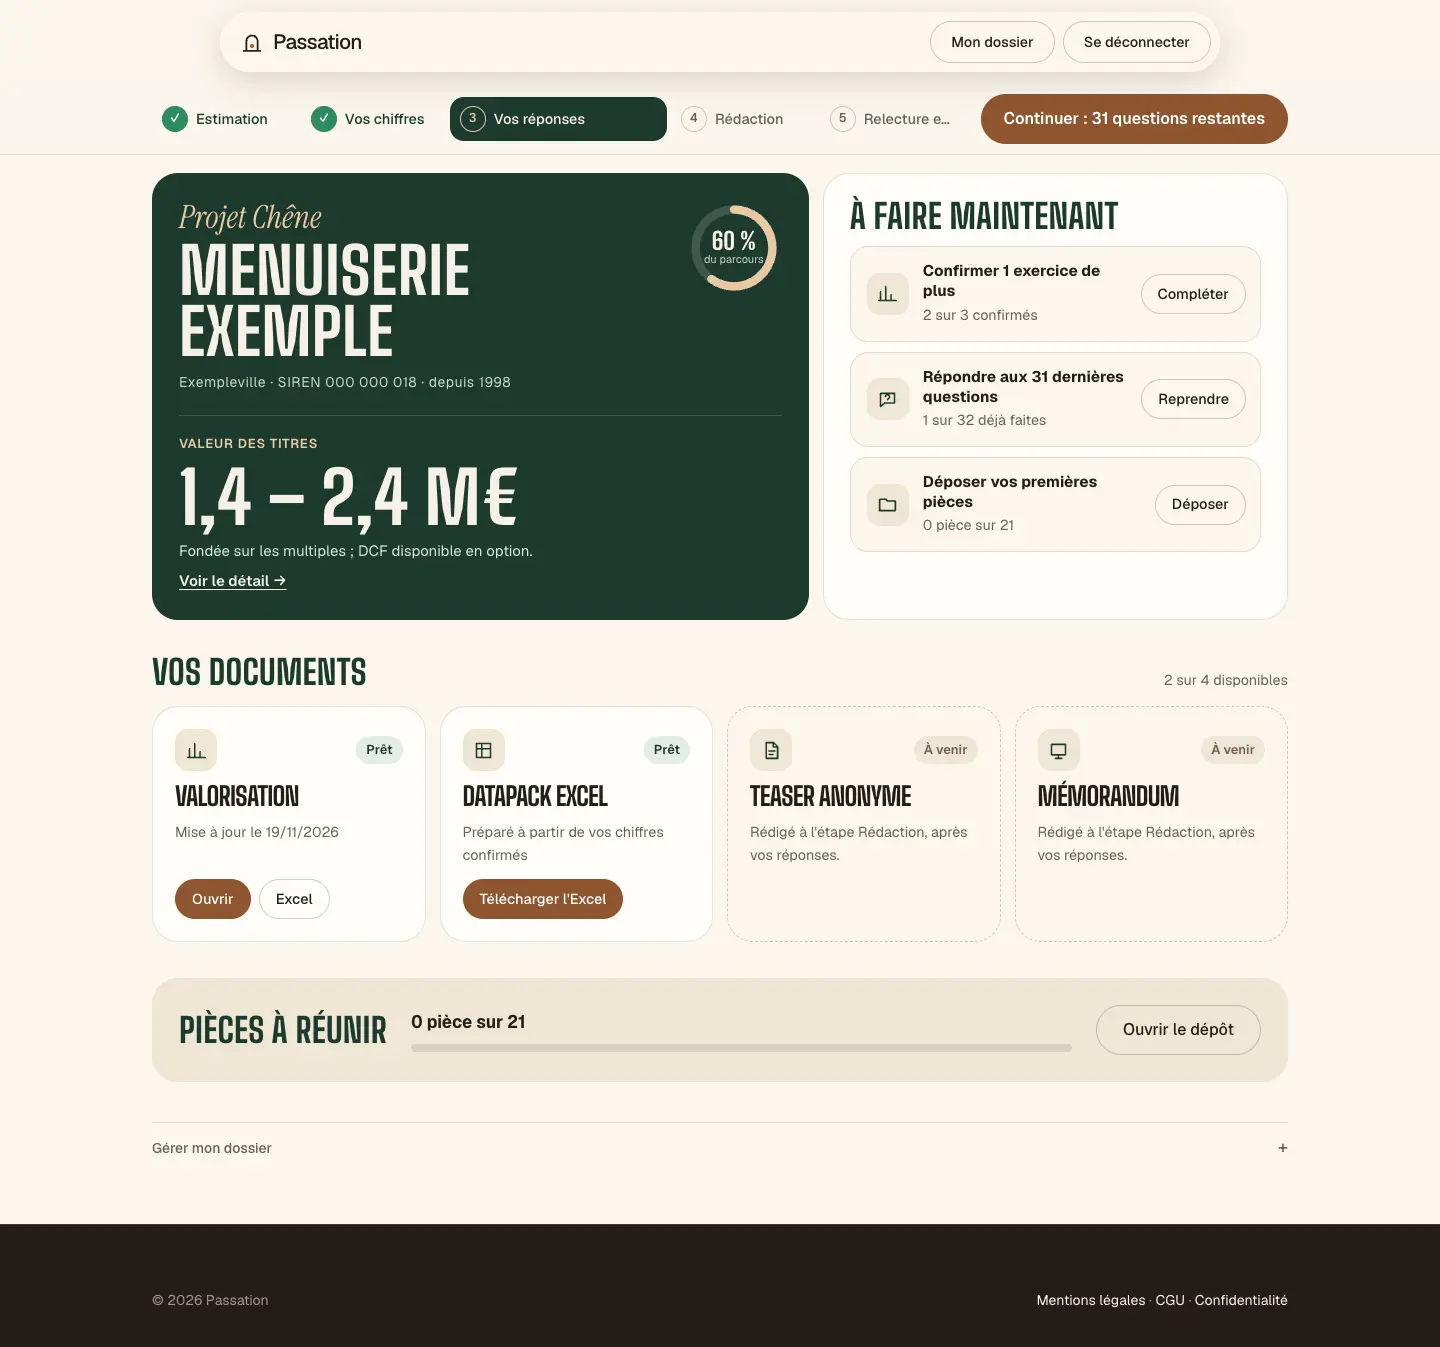 Passation
Mon dossier
Se déconnecter
Estimation
Vos chiffres
3 Vos réponses
4 Rédaction
5 Relecture e...
Continuer : 31 questions restantes
Projet Chêne
MENUISERIE
EXEMPLE
60 %
du parcours
Exempleville · SIREN 000 000 018 · depuis 1998
VALEUR DES TITRES
1,4 – 2,4 M€
Fondée sur les multiples ; DCF disponible en option.
Voir le détail →
À FAIRE MAINTENANT
Confirmer 1 exercice de
plus
2 sur 3 confirmés
Compléter
Répondre aux 31 dernières
questions
1 sur 32 déjà faites
Reprendre
Déposer vos premières
pièces
0 pièce sur 21
Déposer
VOS DOCUMENTS
2 sur 4 disponibles
Prêt
VALORISATION
Mise à jour le 19/11/2026
Ouvrir
Excel
Prêt
DATAPACK EXCEL
Préparé à partir de vos chiffres
confirmés
Télécharger l'Excel
À venir
TEASER ANONYME
Rédigé à l'étape Rédaction, après
vos réponses.
À venir
MÉMORANDUM
Rédigé à l'étape Rédaction, après
vos réponses.
PIÈCES À RÉUNIR
0 pièce sur 21
Ouvrir le dépôt
Gérer mon dossier
+
© 2026 Passation
Mentions légales · CGU · Confidentialité